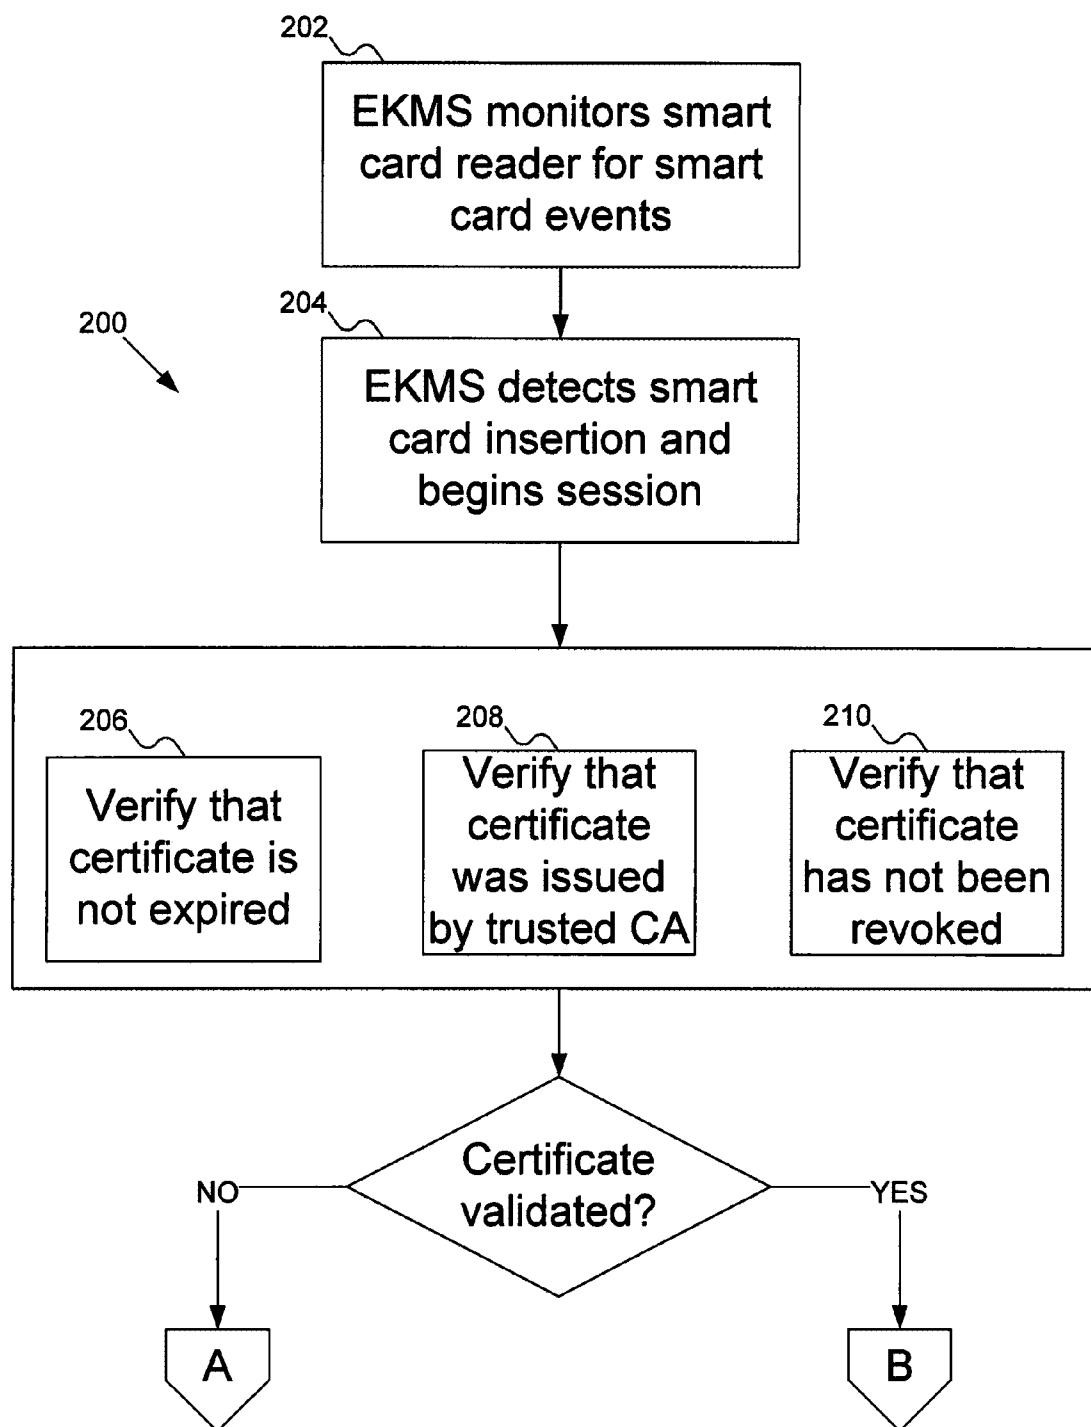 202
EKMS monitors smart
card reader for smart
card events
204
200
EKMS detects smart
card insertion and
begins session
206
Verify that
certificate is
not expired
208
Verify that
certificate
was issued
by trusted CA
210
Verify that
certificate
has not been
revoked
Certificate
validated?
NO
YES
A
B